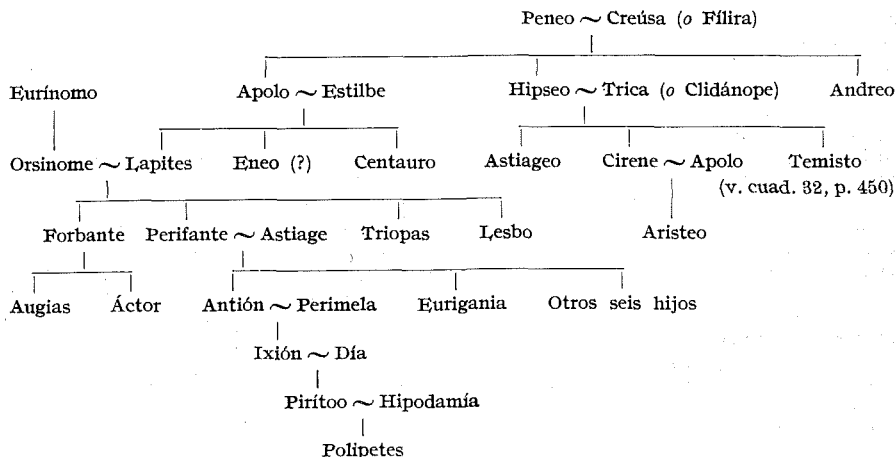 Peneo ~ Creúsa (o Fílira)
Eurínomo Apolo ~ Estilbe Hipseo ~ Trica (o Clidánope) Andreo
Orsinome ~ Lapites Eneo (?) Centauro Astiageo Cirene ~ Apolo Temisto
(v. cuad. 32, p. 450)
Forbante Perifante ~ Astiage Triopas Lesbo Aristeo
Augias Áctor Antión ~ Perimela Eurigania Otros seis hijos
Ixión ~ Día
Pirítoo ~ Hipodamía
Polipetes